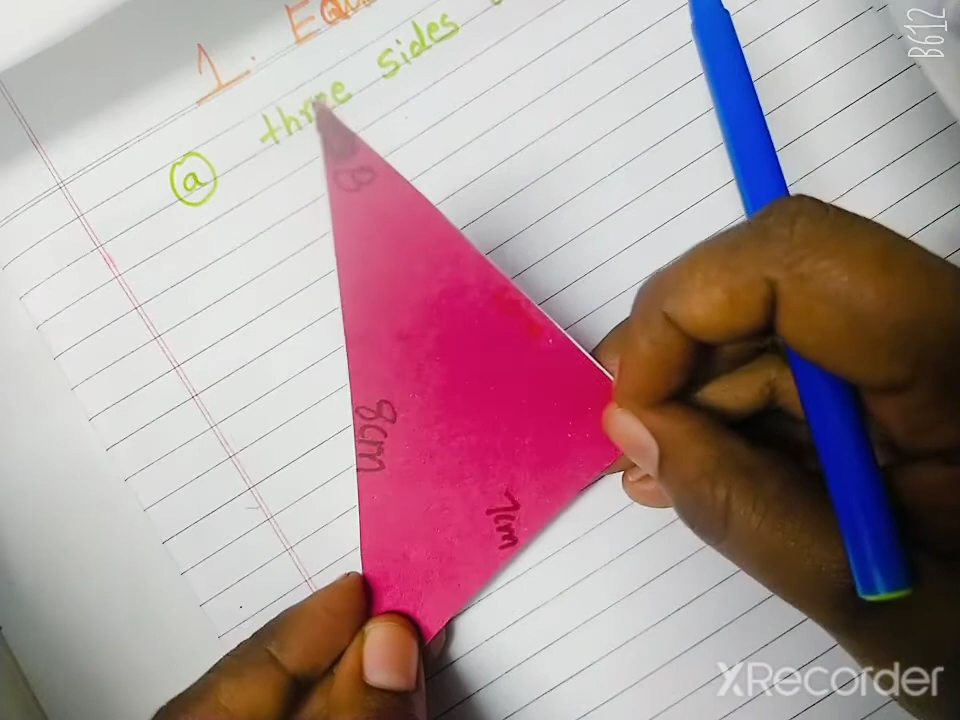 1. Equ
ⓐ three sides
B
8cm
7cm
B612
XRecorder